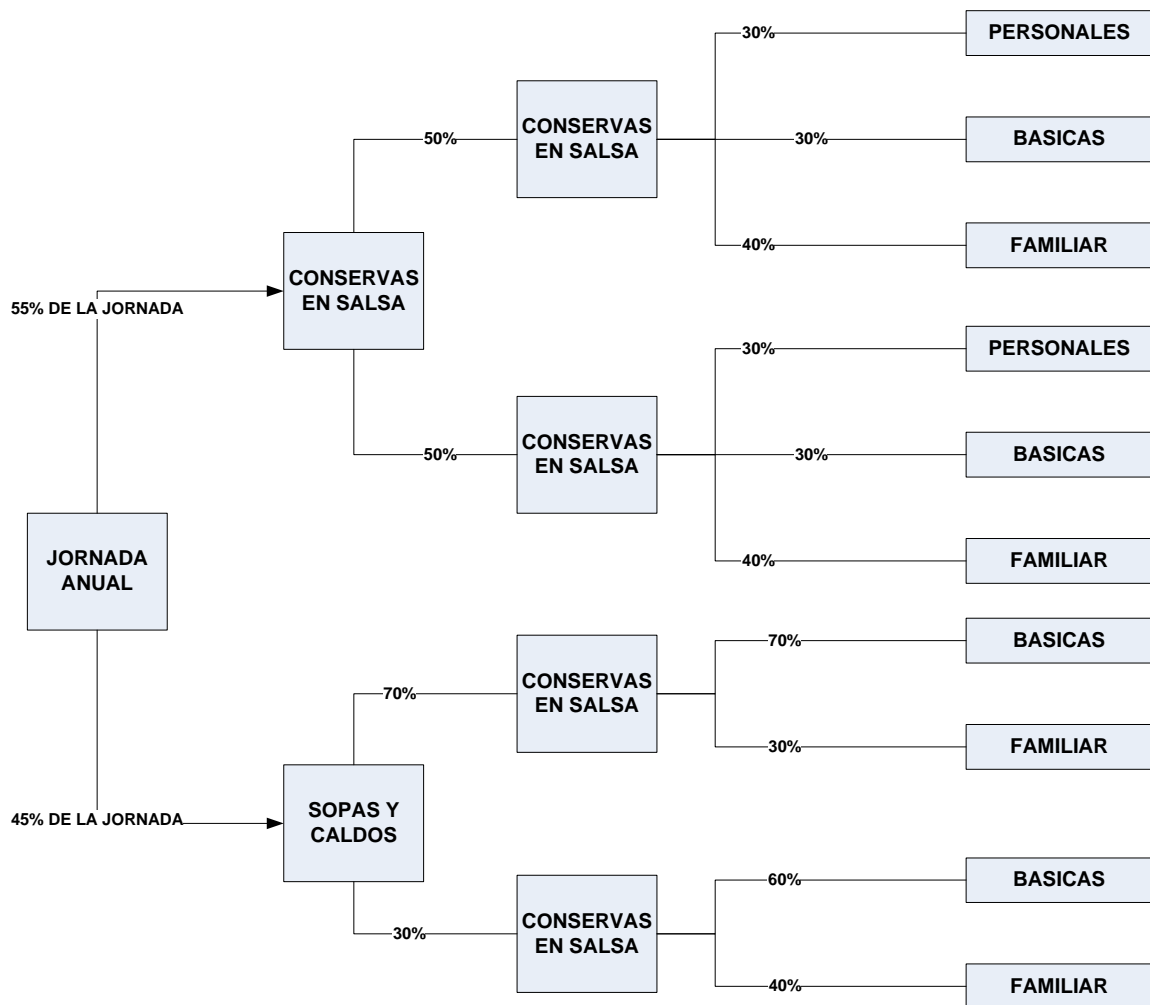 30%
PERSONALES
50%
CONSERVAS
EN SALSA
30%
BASICAS
40%
FAMILIAR
55% DE LA JORNADA
CONSERVAS
EN SALSA
30%
PERSONALES
50%
CONSERVAS
EN SALSA
30%
BASICAS
40%
FAMILIAR
JORNADA
ANUAL
70%
BASICAS
70%
CONSERVAS
EN SALSA
30%
FAMILIAR
45% DE LA JORNADA
SOPAS Y
CALDOS
60%
BASICAS
30%
CONSERVAS
EN SALSA
40%
FAMILIAR